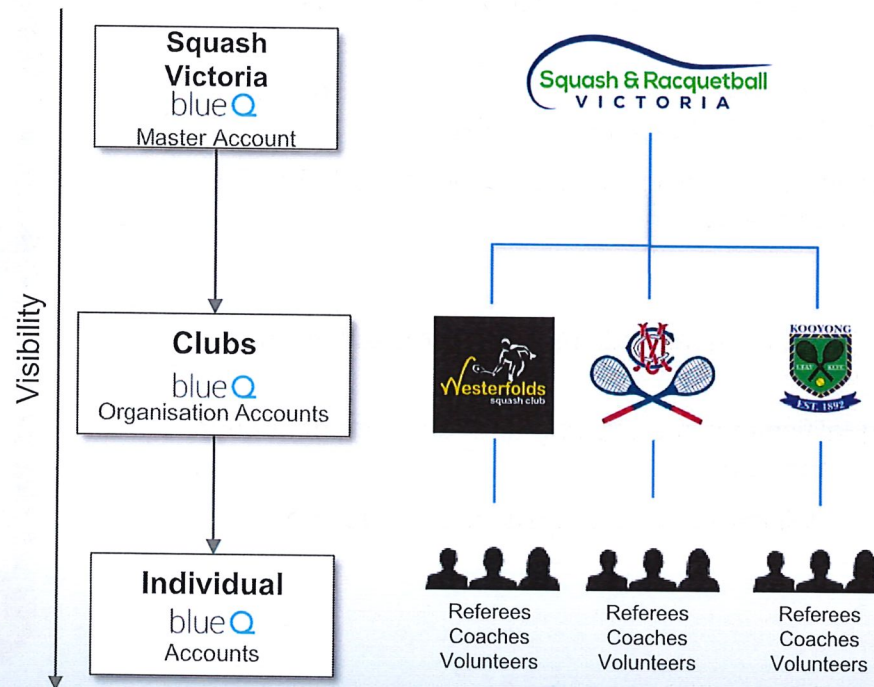 Visibility
Squash
Victoria
blueQ
Master Account
Clubs
blueQ
Organisation Accounts
Individual
blueQ
Accounts
Squash & Racquetball
VICTORIA
Westerfolds
squash club
MCC
KOOYONG
EST. 1892
Referees
Coaches
Volunteers
Referees
Coaches
Volunteers
Referees
Coaches
Volunteers